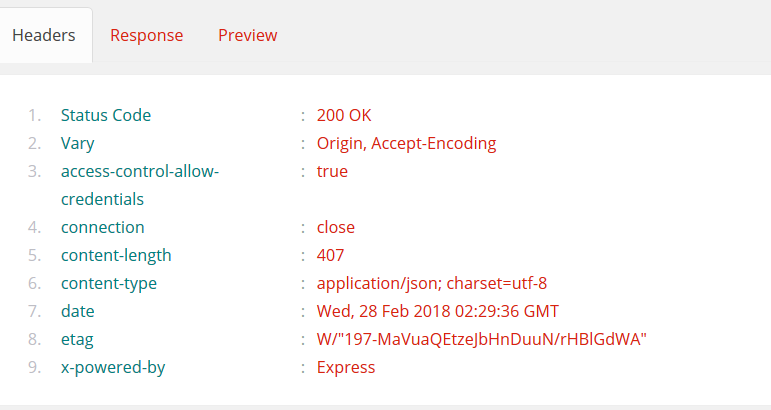 Headers Response Preview
1. Status Code : 200 OK
2. Vary : Origin, Accept-Encoding
3. access-control-allow- : true
credentials
4. connection : close
5. content-length : 407
6. content-type : application/json; charset=utf-8
7. date : Wed, 28 Feb 2018 02:29:36 GMT
8. etag : W/"197-MaVuaQEtzeJbHnDuuN/rHBlGdWA"
9. x-powered-by : Express